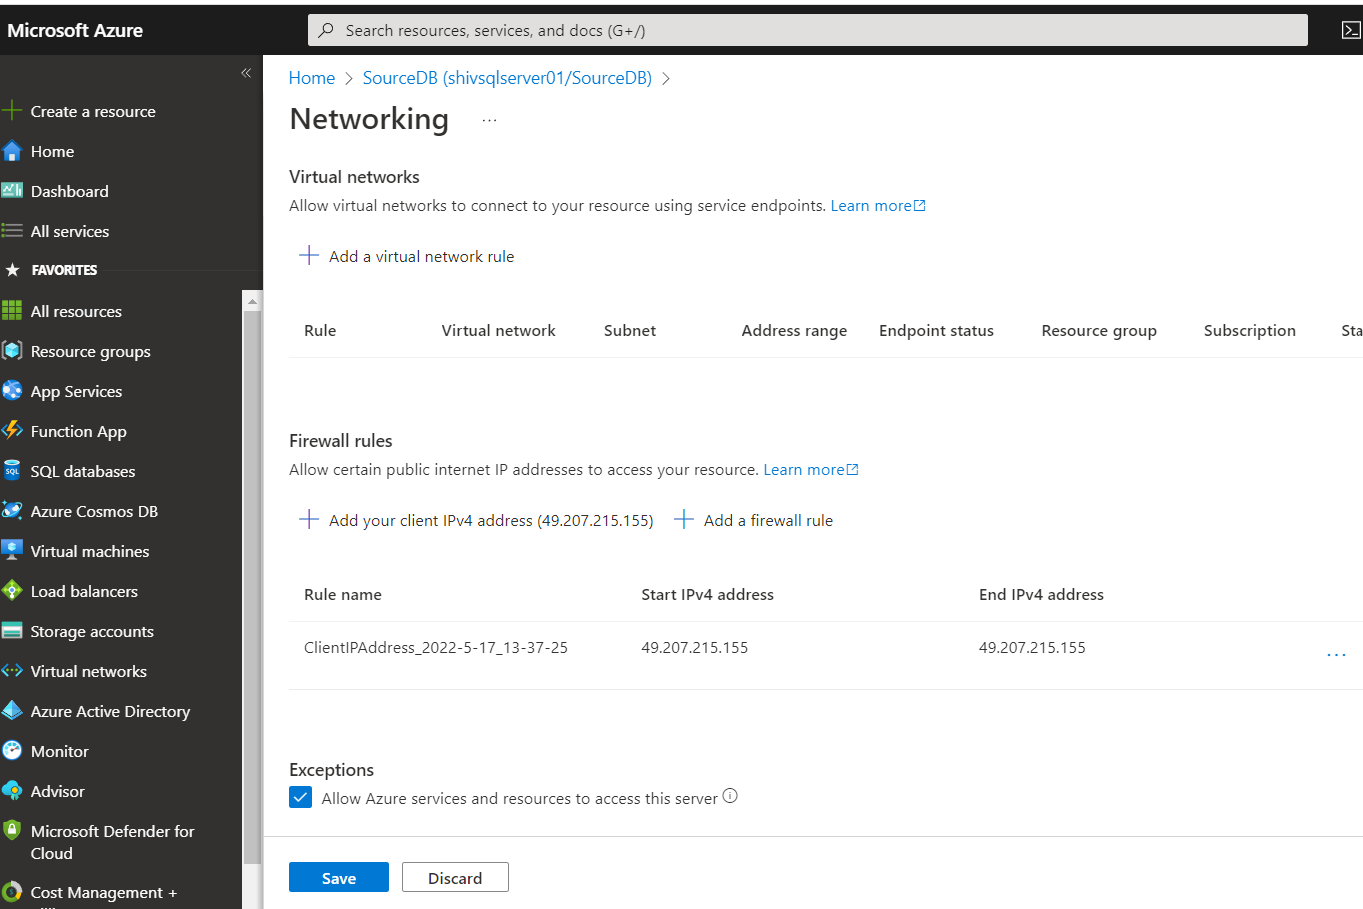 Microsoft Azure
Search resources, services, and docs (G+/)
Create a resource
Home
Dashboard
All services
FAVORITES
All resources
Resource groups
App Services
Function App
SQL databases
Azure Cosmos DB
Virtual machines
Load balancers
Storage accounts
Virtual networks
Azure Active Directory
Monitor
Advisor
Microsoft Defender for
Cloud
Cost Management +
Home > SourceDB (shivsqlserver01/SourceDB) >
Networking ...
Virtual networks
Allow virtual networks to connect to your resource using service endpoints. Learn more
Add a virtual network rule
Rule Virtual network Subnet Address range Endpoint status Resource group Subscription Sta
Firewall rules
Allow certain public internet IP addresses to access your resource. Learn more
Add your client IPv4 address (49.207.215.155) Add a firewall rule
Rule name Start IPv4 address End IPv4 address
ClientIPAddress_2022-5-17_13-37-25 49.207.215.155 49.207.215.155 ...
Exceptions
Allow Azure services and resources to access this server
Save Discard